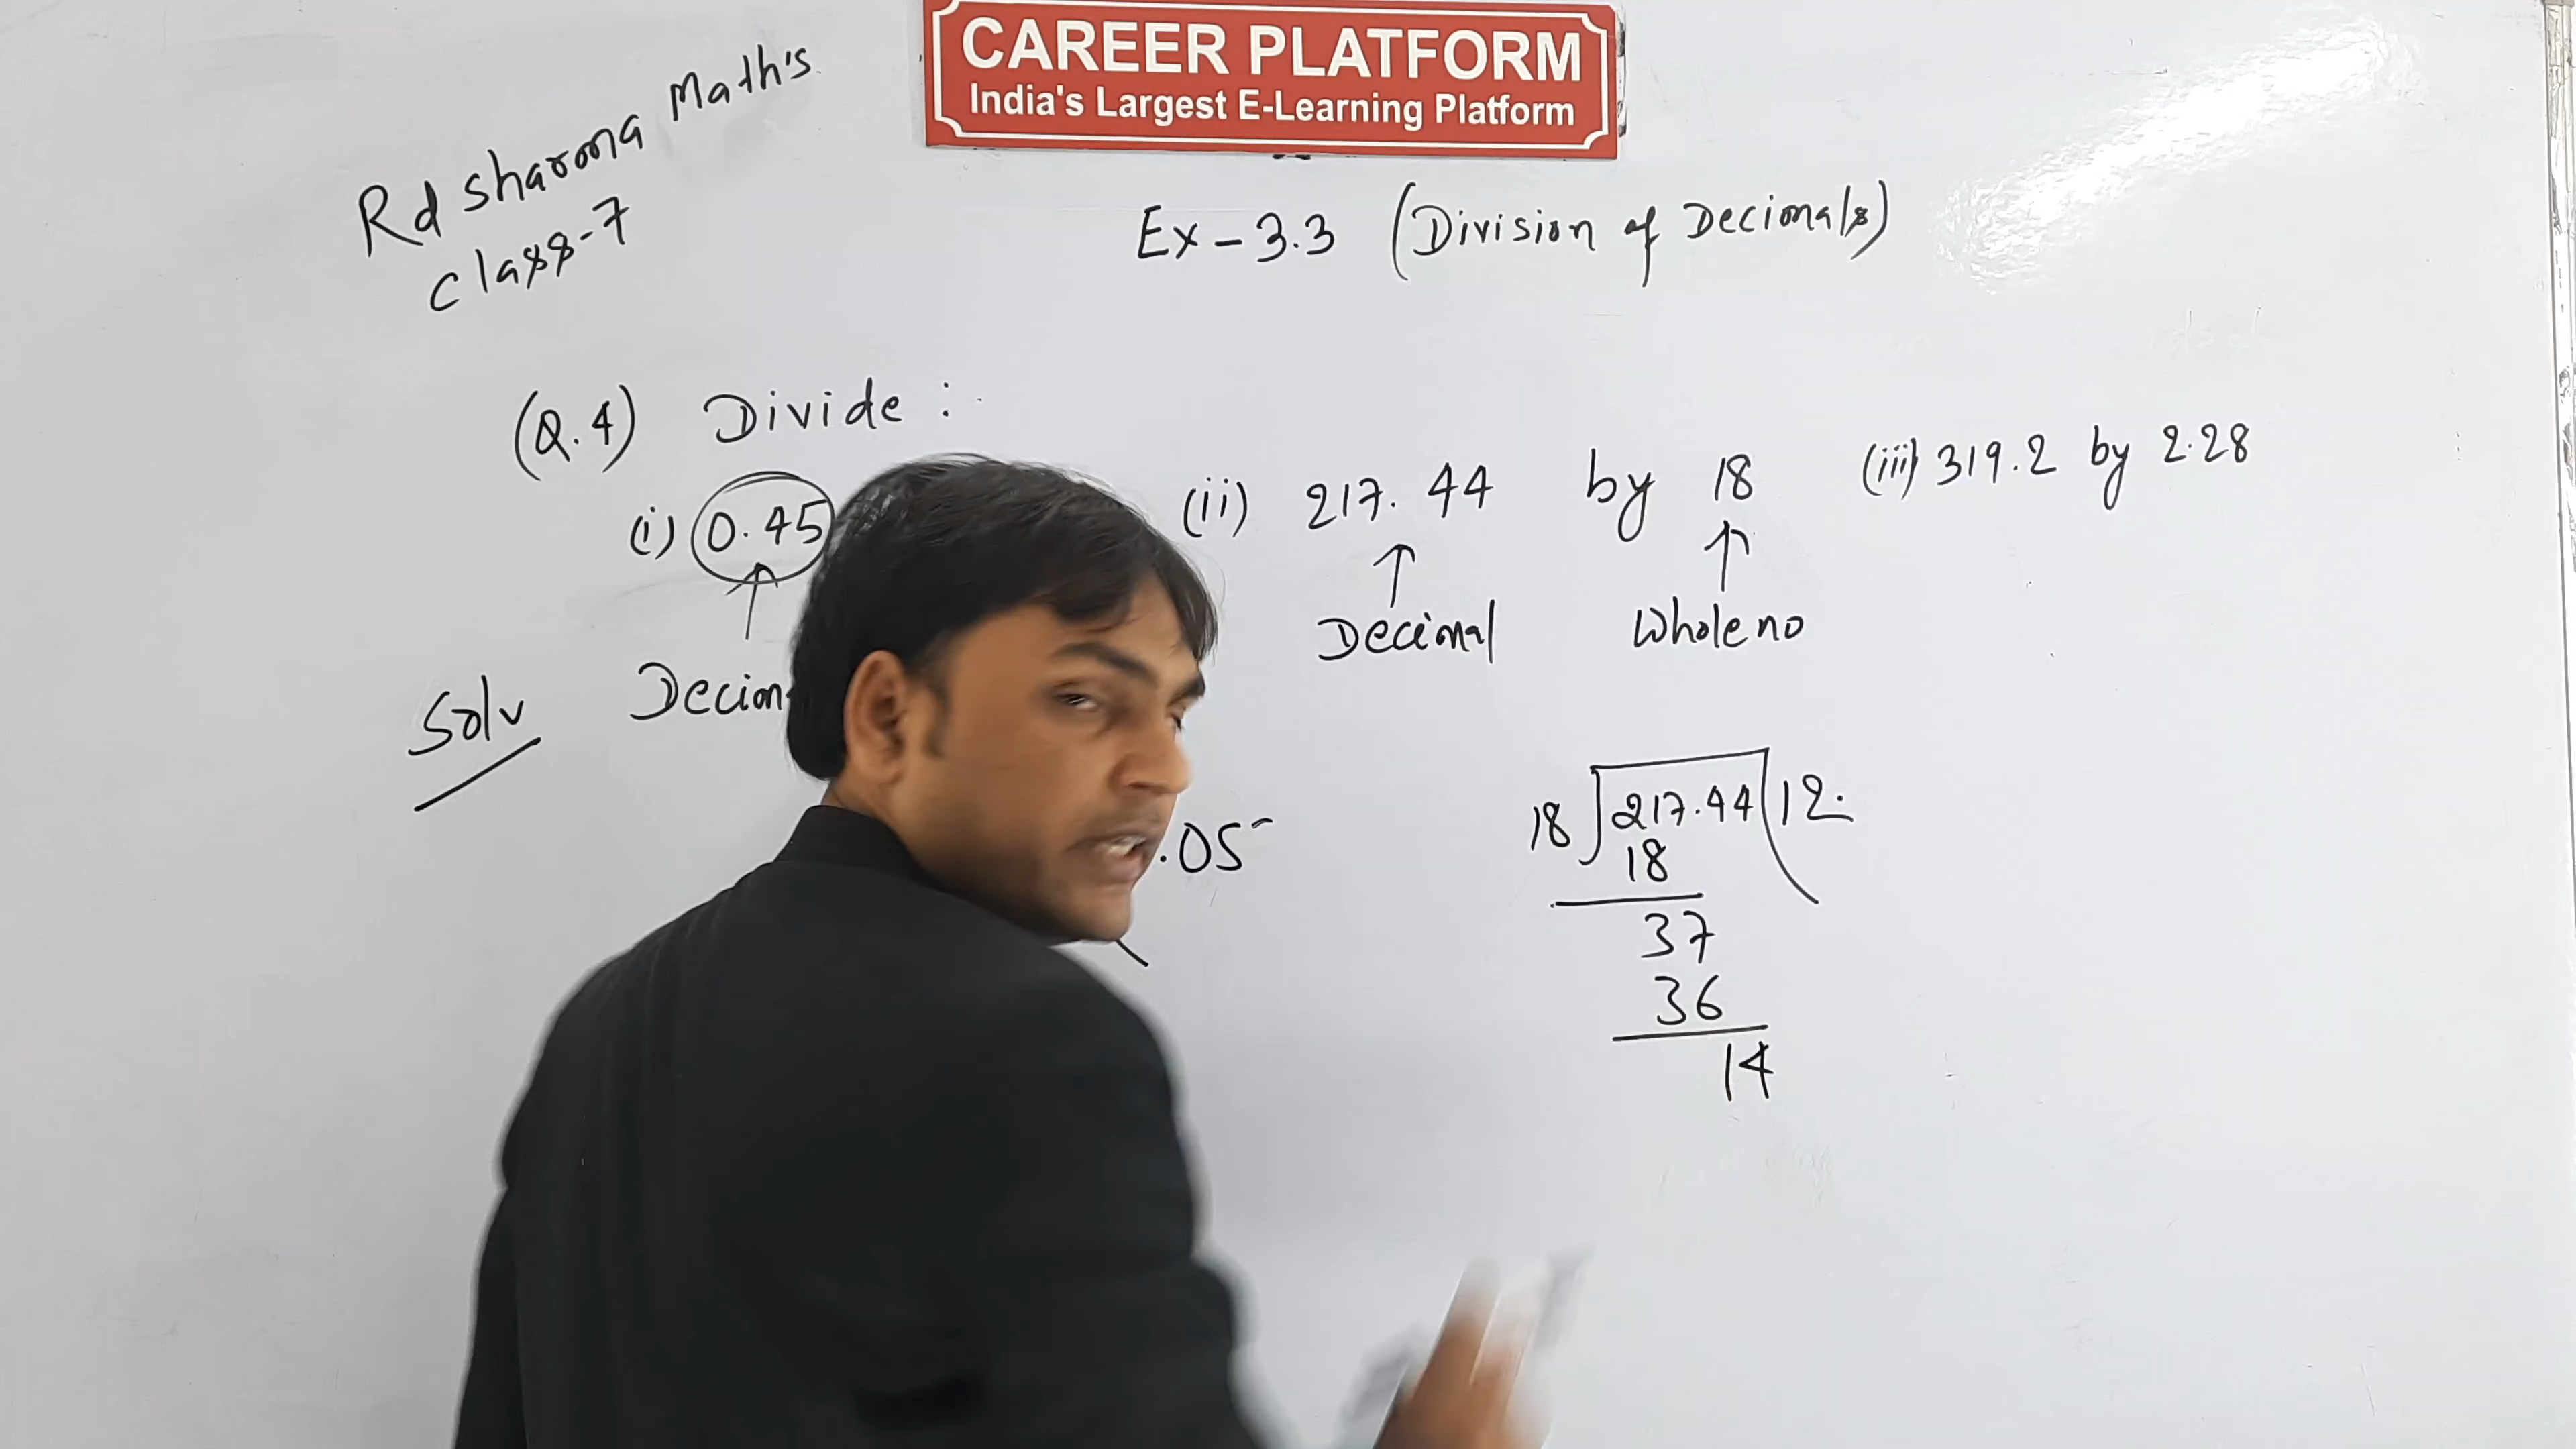 CAREER PLATFORM
India's Largest E-Learning Platform
Rd sharma Math's
class-7
Ex-3.3 (Division of Decimals)
(Q.4) Divide :
(i) 0.45
(ii) 217.44 by 18
(iii) 319.2 by 2.28
Decimal
Whole no
Solv
Decim
.05
18 217.44 12.
18
37
36
14